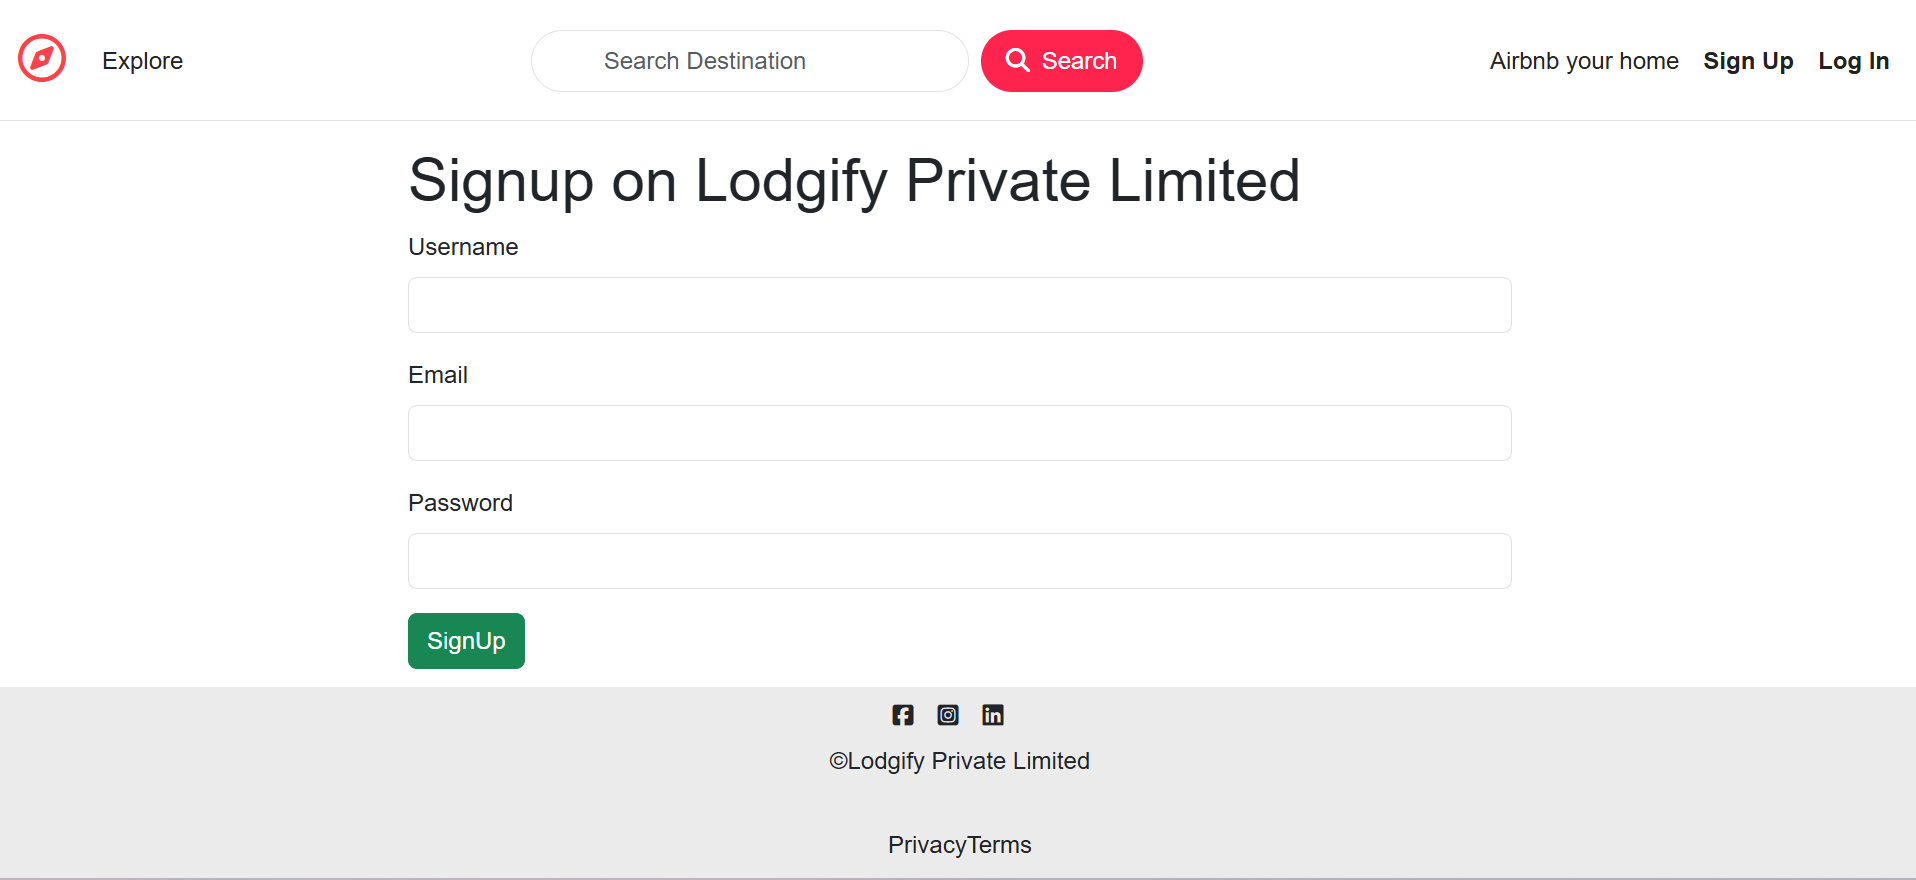 Explore
Search Destination
Search
Airbnb your home
Sign Up
Log In
Signup on Lodgify Private Limited
Username
Email
Password
SignUp
©Lodgify Private Limited
PrivacyTerms